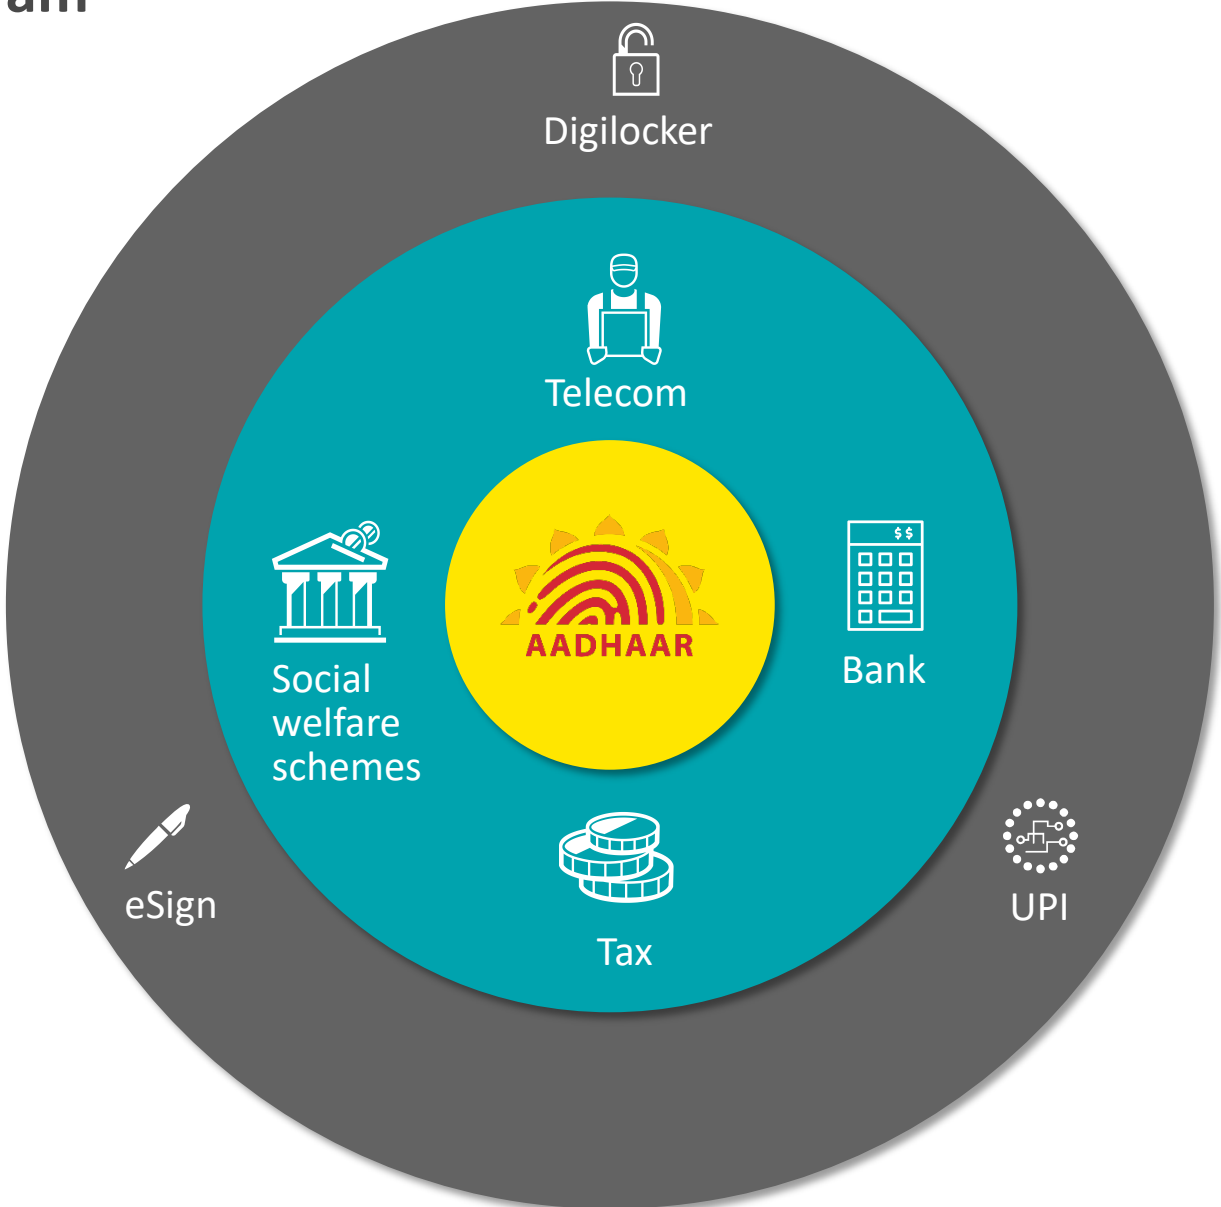 Digilocker
Telecom
$$
AADHAAR
Social
welfare
schemes
Bank
eSign
UPI
Tax